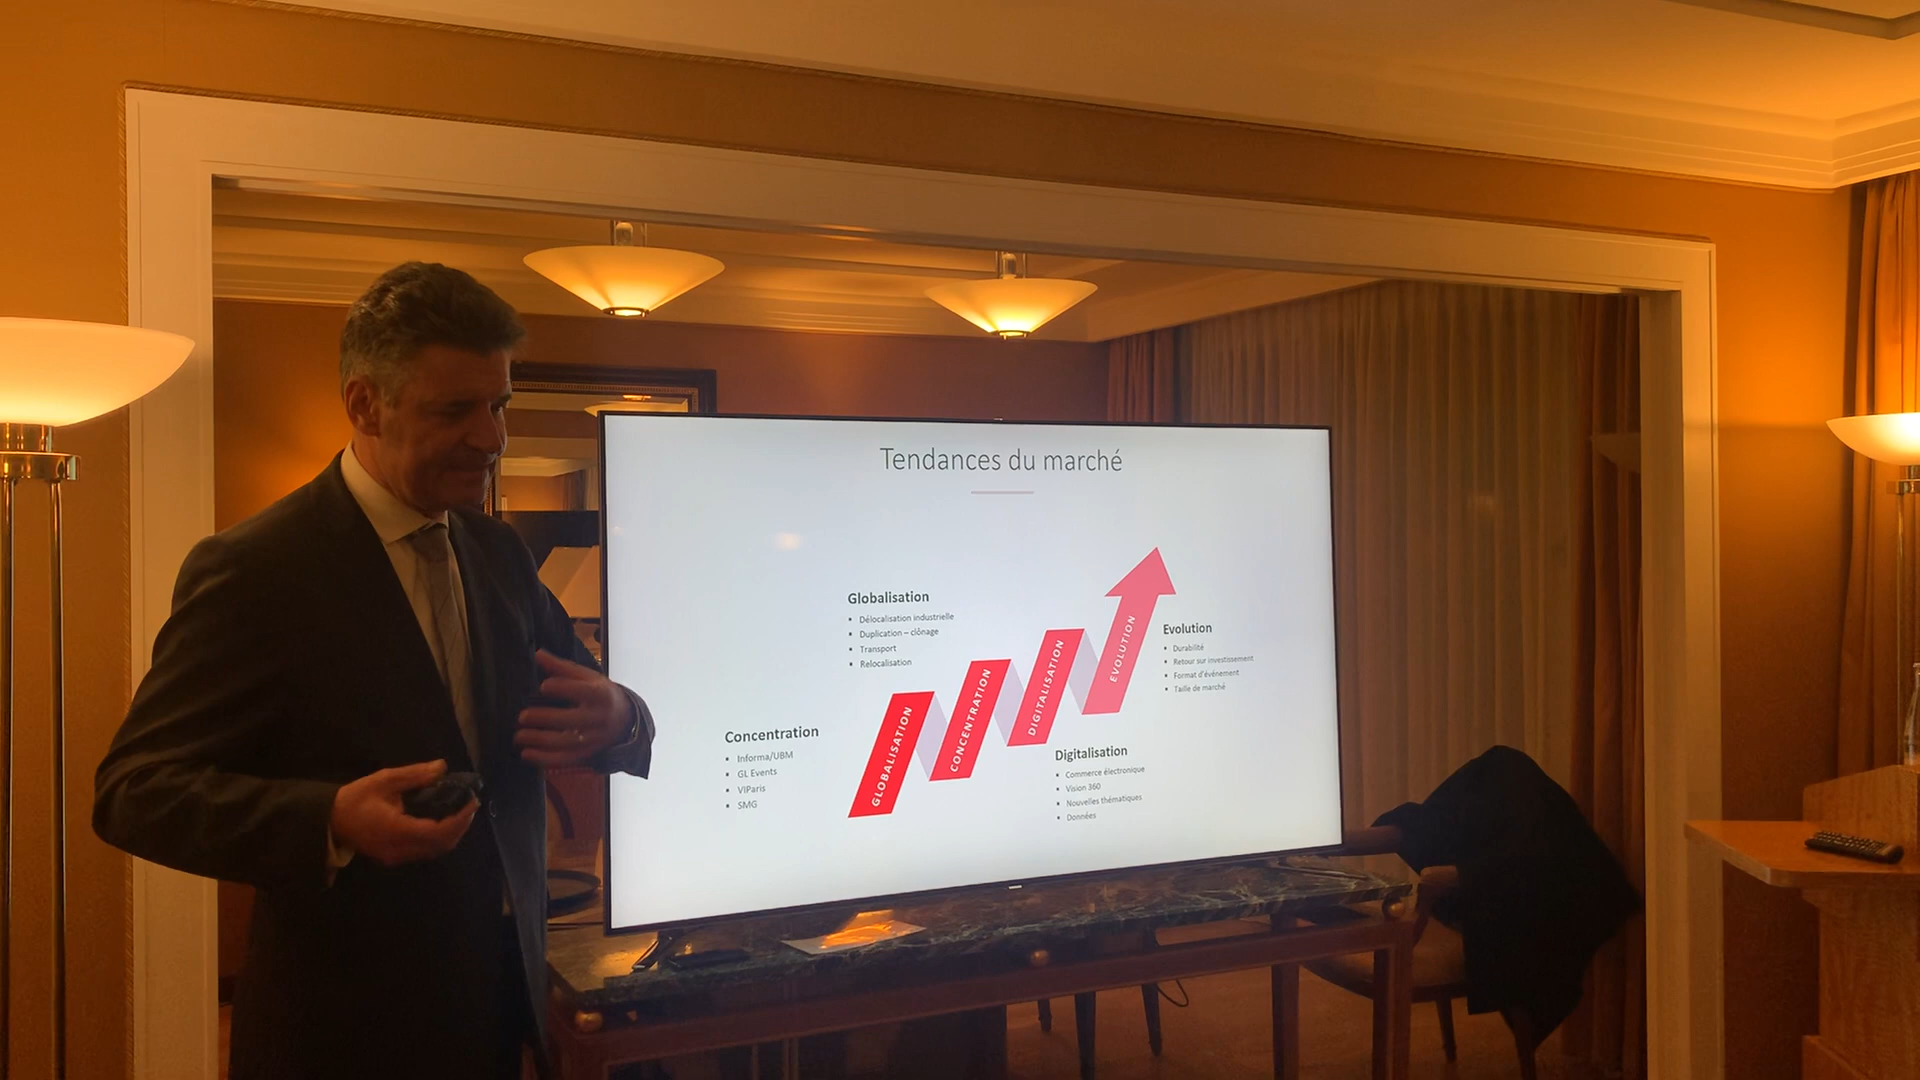 Tendances du marché
Globalisation
▪ Délocalisation industrielle
▪ Duplication – clônage
▪ Transport
▪ Relocalisation
Concentration
▪ Informa/UBM
▪ GL Events
▪ VIParis
▪ SMG
GLOBALISATION
CONCENTRATION
DIGITALISATION
EVOLUTION
Evolution
▪ Durabilité
▪ Retour sur investissement
▪ Format d'événement
▪ Taille de marché
Digitalisation
▪ Commerce électronique
▪ Vision 360
▪ Nouvelles thématiques
▪ Données